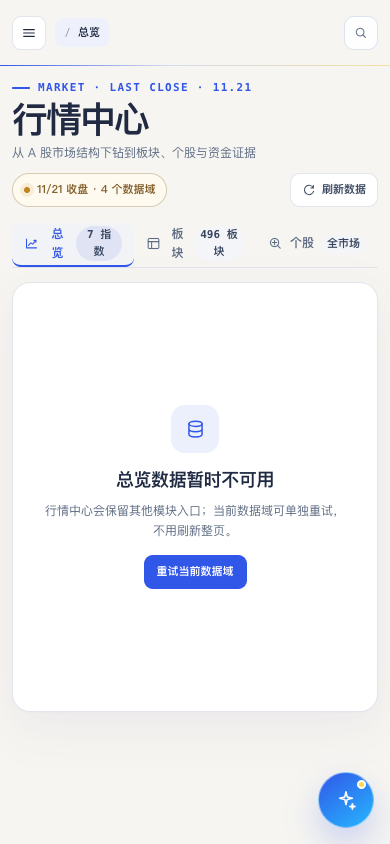 / 总览
MARKET · LAST CLOSE · 11.21
行情中心
从 A 股市场结构下钻到板块、个股与资金证据
11/21 收盘 · 4 个数据域
刷新数据
总览 7 指数
板块 496 板块
个股 全市场
总览数据暂时不可用
行情中心会保留其他模块入口；当前数据域可单独重试，
不用刷新整页。
重试当前数据域